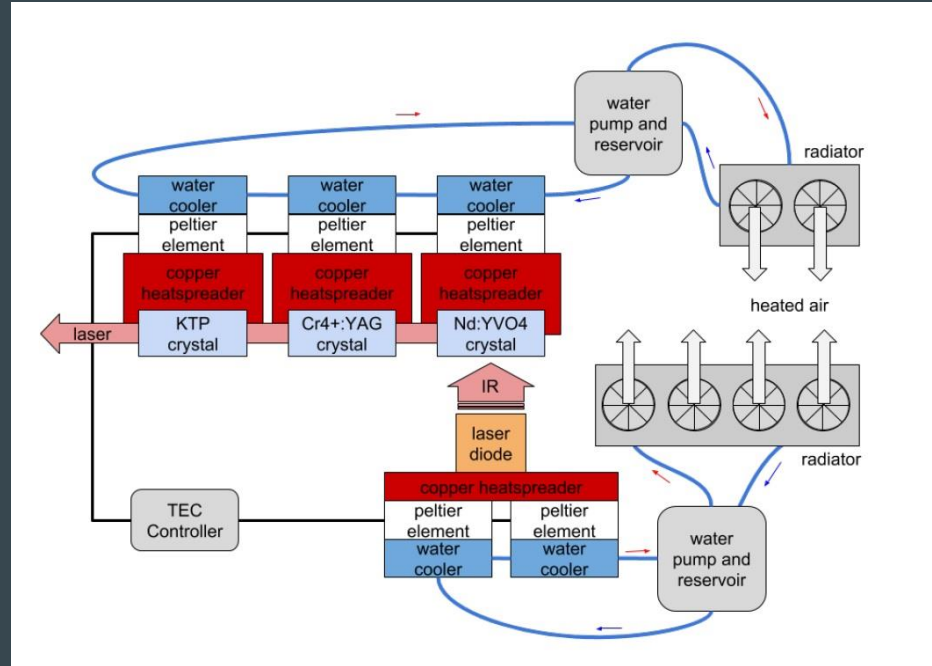 water
pump and
reservoir
radiator
water
cooler
water
cooler
water
cooler
peltier
element
peltier
element
peltier
element
copper
heatspreader
copper
heatspreader
copper
heatspreader
heated air
laser
KTP
crystal
Cr4+:YAG
crystal
Nd:YVO4
crystal
IR
laser
diode
radiator
copper heatspreader
TEC
Controller
peltier
element
peltier
element
water
cooler
water
cooler
water
pump and
reservoir